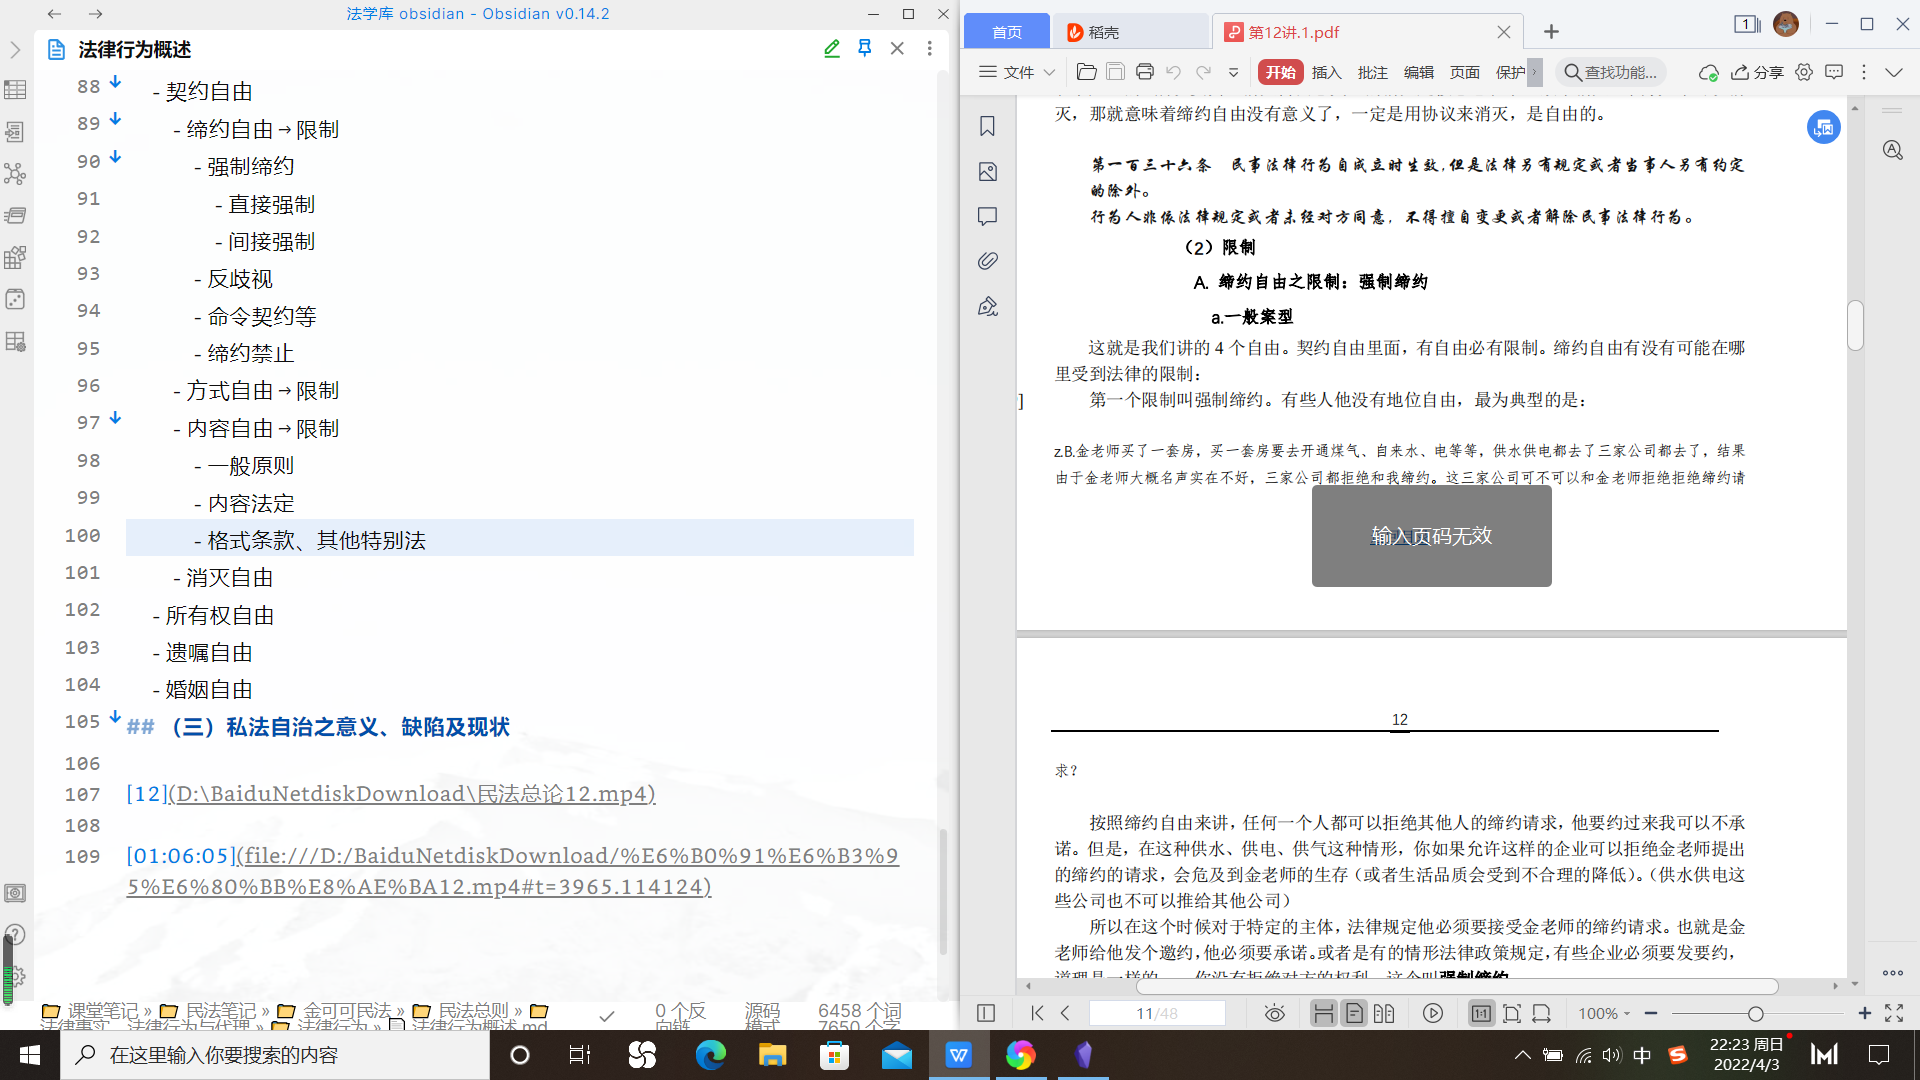 法学库 obsidian - Obsidian v0.14.2
法律行为概述
88 - 契约自由
89 - 缔约自由→限制
90 - 强制缔约
91 - 直接强制
92 - 间接强制
93 - 反歧视
94 - 命令契约等
95 - 缔约禁止
96 - 方式自由→限制
97 - 内容自由→限制
98 - 一般原则
99 - 内容法定
100 - 格式条款、其他特别法
101 - 消灭自由
102 - 所有权自由
103 - 遗嘱自由
104 - 婚姻自由
105 ## （三）私法自治之意义、缺陷及现状
106
107 [12](D:\BaiduNetdiskDownload\民法总论12.mp4)
108
109 [01:06:05](file:///D:/BaiduNetdiskDownload/%E6%B0%91%E6%B3%9
5%E6%80%BB%E8%AE%BA12.mp4#t=3965.114124)
课堂笔记 » 民法笔记 » 金可可民法 » 民法总则 »
法律事实、法律行为与代理 » 法律行为 » 法律行为概述.md
0 个反
向链
源码
模式
6458 个词
7650 个字
首页
稻壳
第12讲.1.pdf
1
文件
开始 插入 批注 编辑 页面 保护
查找功能...
分享
灭，那就意味着缔约自由没有意义了，一定是用协议来消灭，是自由的。
第一百三十六条 民事法律行为自成立时生效,但是法律另有规定或者当事人另有约定
的除外。
行为人非依法律规定或者未经对方同意，不得擅自变更或者解除民事法律行为。
（2）限制
A. 缔约自由之限制：强制缔约
a.一般案型
这就是我们讲的 4 个自由。契约自由里面，有自由必有限制。缔约自由有没有可能在哪
里受到法律的限制：
] 第一个限制叫强制缔约。有些人他没有地位自由，最为典型的是：
z.B.金老师买了一套房，买一套房要去开通煤气、自来水、电等等，供水供电都去了三家公司都去了，结果
由于金老师大概名声实在不好，三家公司都拒绝和我缔约。这三家公司可不可以和金老师拒绝拒绝缔约请
输入页码无效
12
求？
按照缔约自由来讲，任何一个人都可以拒绝其他人的缔约请求，他要约过来我可以不承
诺。但是，在这种供水、供电、供气这种情形，你如果允许这样的企业可以拒绝金老师提出
的缔约的请求，会危及到金老师的生存（或者生活品质会受到不合理的降低）。（供水供电这
些公司也不可以推给其他公司）
所以在这个时候对于特定的主体，法律规定他必须要接受金老师的缔约请求。也就是金
老师给他发个邀约，他必须要承诺。或者是有的情形法律政策规定，有些企业必须要发要约，
道理是一样的——你没有拒绝对方的权利，这个叫强制缔约
11/48
100%
在这里输入你要搜索的内容
中
22:23 周日
2022/4/3